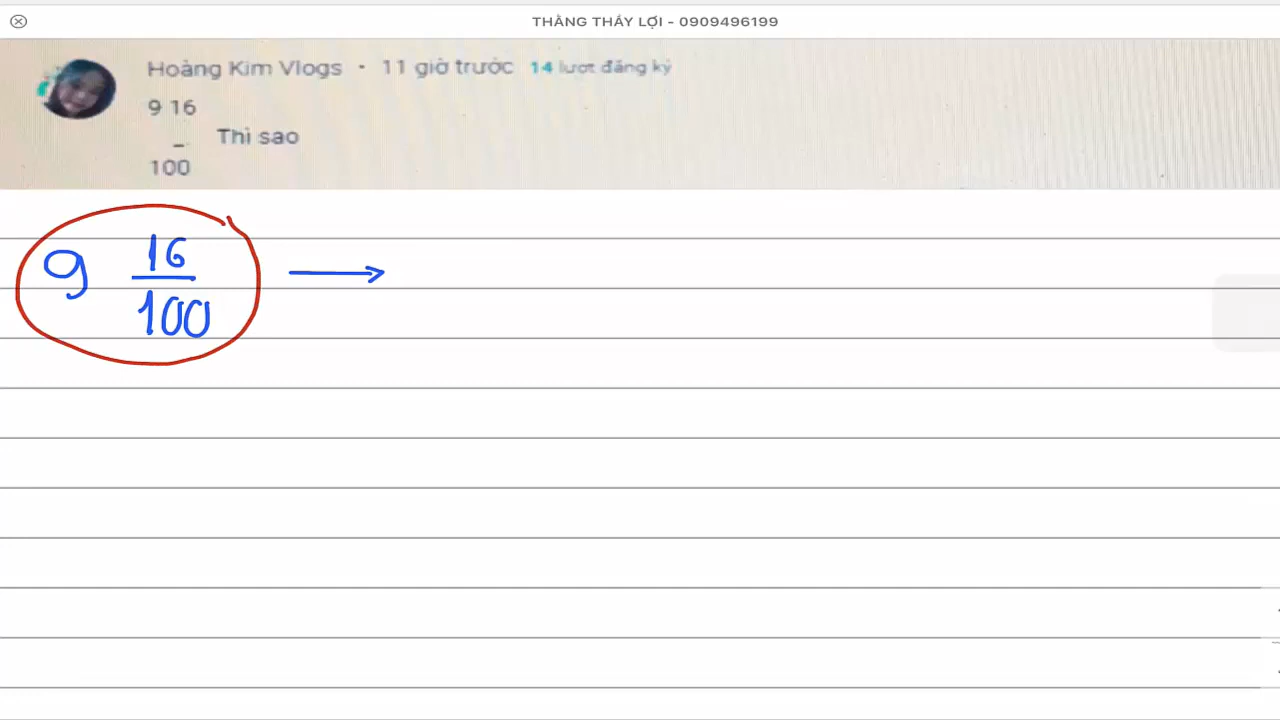 THẦNG THẦY LỢI - 0909496199
Hoàng Kim Vlogs · 11 giờ trước 14 lượt đăng ký
9 16
_ Thì sao
100
9 16/100 →